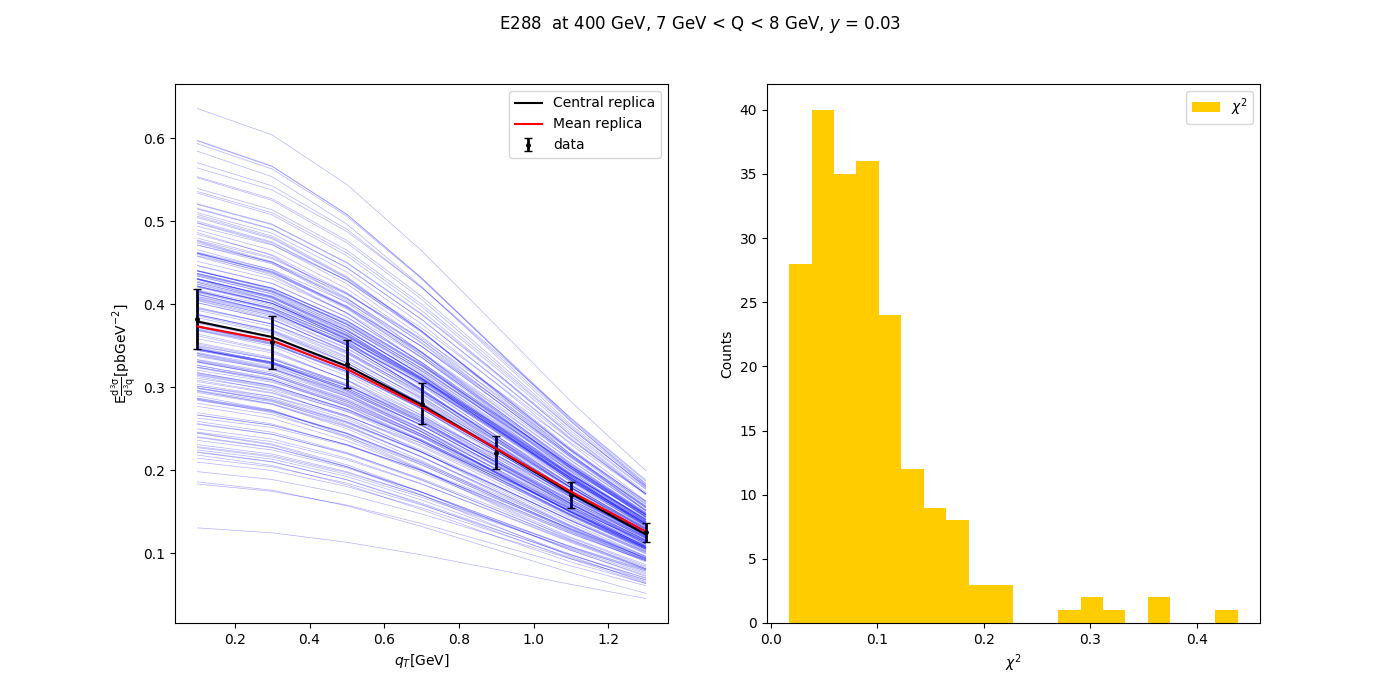 E288 at 400 GeV, 7 GeV < Q < 8 GeV, y = 0.03
Central replica
Mean replica
data
0.6
0.5
0.4
0.3
0.2
0.1
E d³σ/d³q [pbGeV⁻²]
0.2
0.4
0.6
0.8
1.0
1.2
q_T[GeV]
χ²
40
35
30
25
20
15
10
5
0
Counts
0.0
0.1
0.2
0.3
0.4
χ²